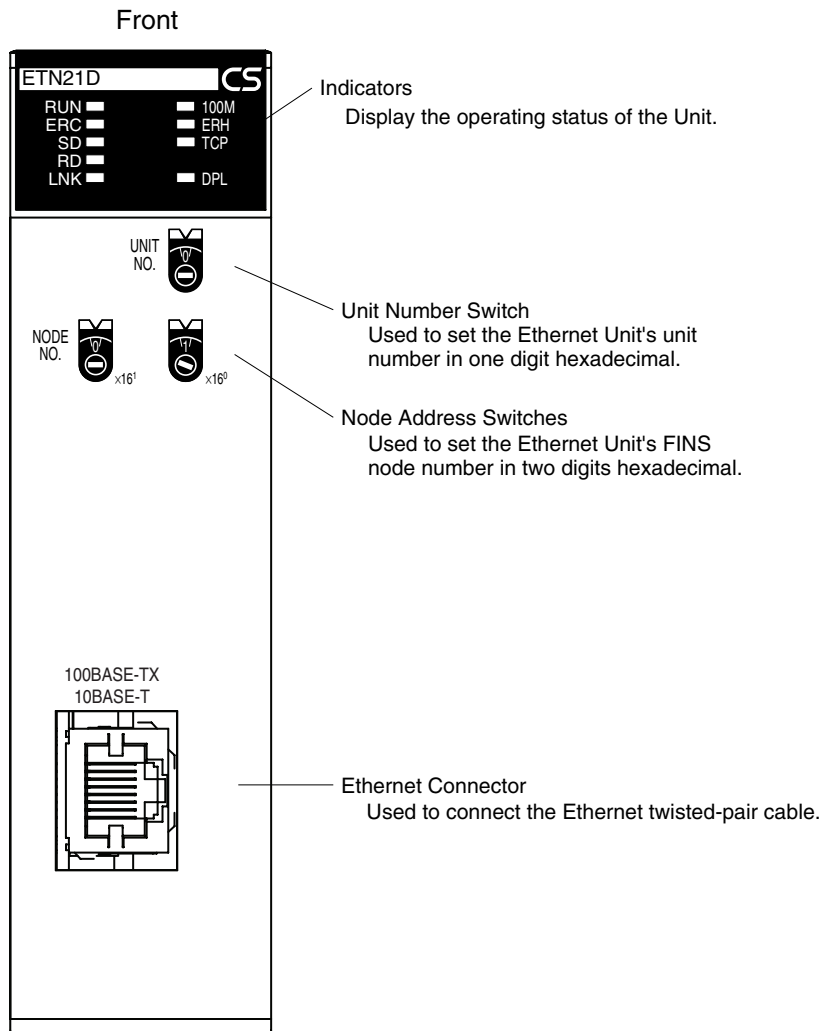 Front
ETN21D CS
RUN 100M
ERC ERH
SD TCP
RD
LNK DPL
Indicators
Display the operating status of the Unit.
UNIT
NO.
0
Unit Number Switch
Used to set the Ethernet Unit's unit
number in one digit hexadecimal.
NODE
NO.
0 1
×16¹ ×16⁰
Node Address Switches
Used to set the Ethernet Unit's FINS
node number in two digits hexadecimal.
100BASE-TX
10BASE-T
Ethernet Connector
Used to connect the Ethernet twisted-pair cable.